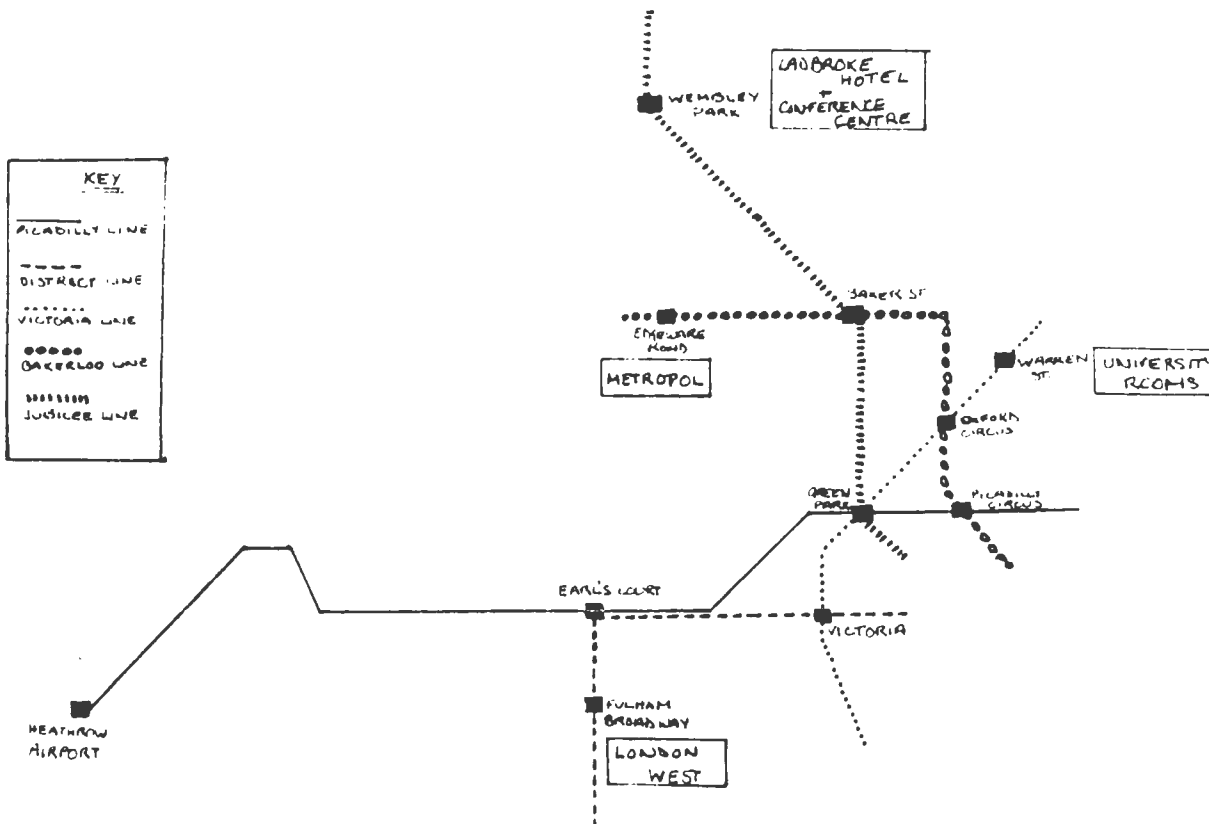 LADBROKE
HOTEL
+
CONFERENCE
CENTRE
WEMBLEY
PARK
KEY
PICADILLY LINE
DISTRICT LINE
VICTORIA LINE
BAKERLOO LINE
JUBILEE LINE
BAKER ST
EDGEWARE
ROAD
METROPOL
WARREN
ST.
UNIVERSITY
ROOMS
OXFORD
CIRCUS
GREEN
PARK
PICADILLY
CIRCUS
EARL'S COURT
VICTORIA
FULHAM
BROADWAY
LONDON
WEST
HEATHROW
AIRPORT